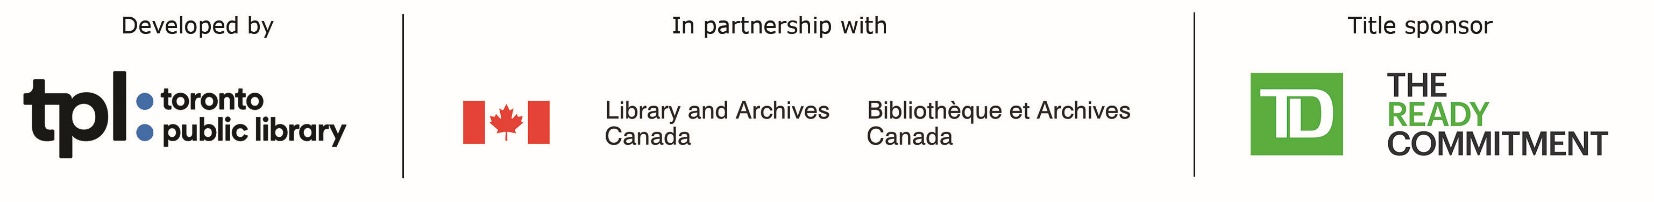 Developed by
tpl: toronto
public library
In partnership with
Library and Archives
Canada
Bibliothèque et Archives
Canada
Title sponsor
TD
THE
READY
COMMITMENT